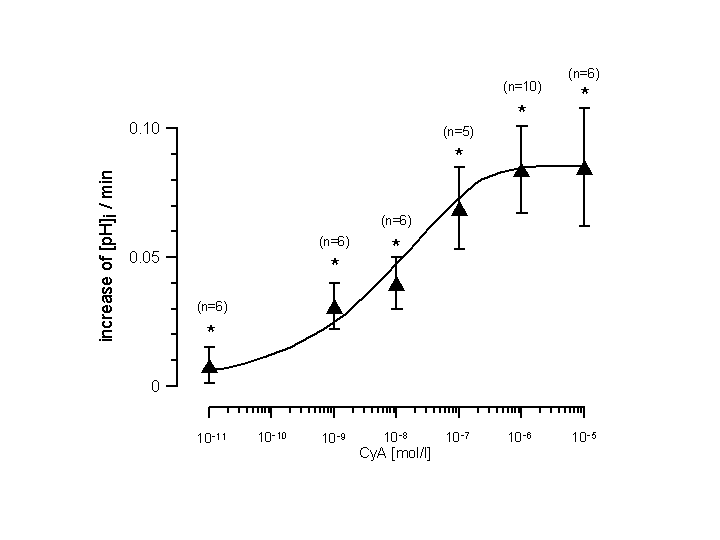 (n=6)
*
(n=10)
*
(n=5)
*
(n=6)
*
(n=6)
*
(n=6)
*
(n=6)
*
0.10
0.05
0
increase of [pH]i / min
10-11 10-10 10-9 10-8 10-7 10-6 10-5
CyA [mol/l]